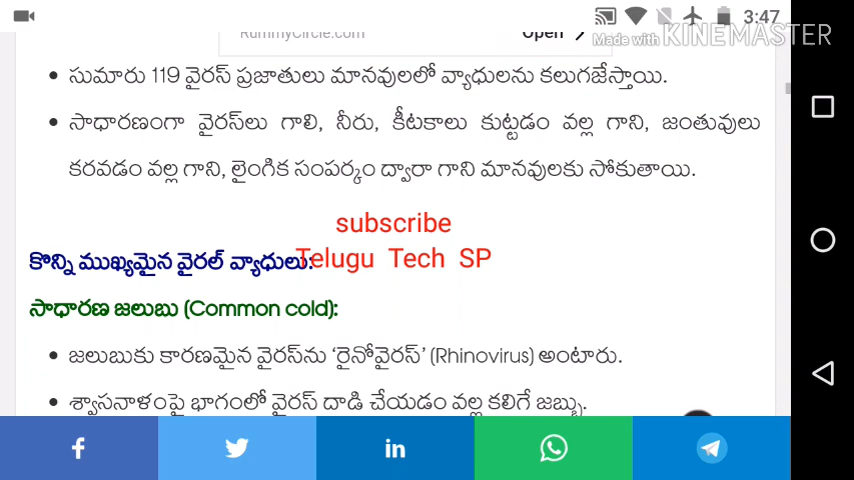 3:47
RummyCircle.com Open
Made with KINEMASTER
• సుమారు 119 వైరస్ ప్రజాతులు మానవులలో వ్యాధులను కలుగజేస్తాయి.
• సాధారణంగా వైరస్‌లు గాలి, నీరు, కీటకాలు కుట్టడం వల్ల గాని, జంతువులు
కరవడం వల్ల గాని, లైంగిక సంపర్కం ద్వారా గాని మానవులకు సోకుతాయి.
subscribe
Telugu Tech SP
కొన్ని ముఖ్యమైన వైరల్ వ్యాధులు:
సాధారణ జలుబు (Common cold):
• జలుబుకు కారణమైన వైరస్‌ను ‘రైనోవైరస్’ (Rhinovirus) అంటారు.
• శ్వాసనాళంపై భాగంలో వైరస్ దాడి చేయడం వల్ల కలిగే జబ్బు.